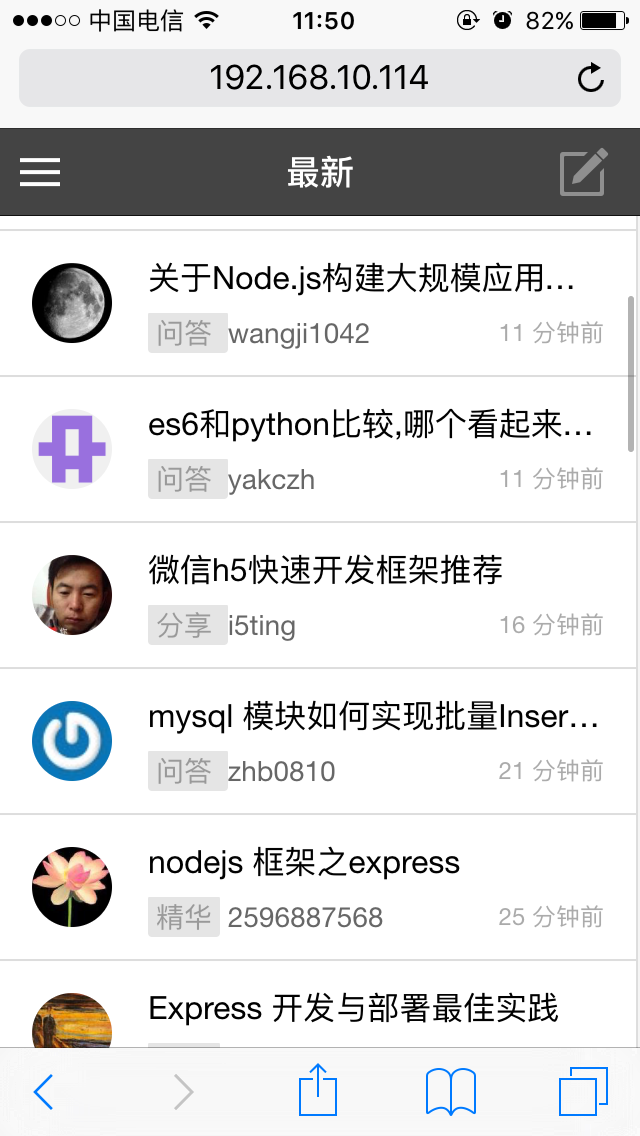 中国电信 11:50 82%
192.168.10.114
最新
关于Node.js构建大规模应用…
问答 wangji1042 11 分钟前
es6和python比较,哪个看起来…
问答 yakczh 11 分钟前
微信h5快速开发框架推荐
分享 i5ting 16 分钟前
mysql 模块如何实现批量Inser…
问答 zhb0810 21 分钟前
nodejs 框架之express
精华 2596887568 25 分钟前
Express 开发与部署最佳实践